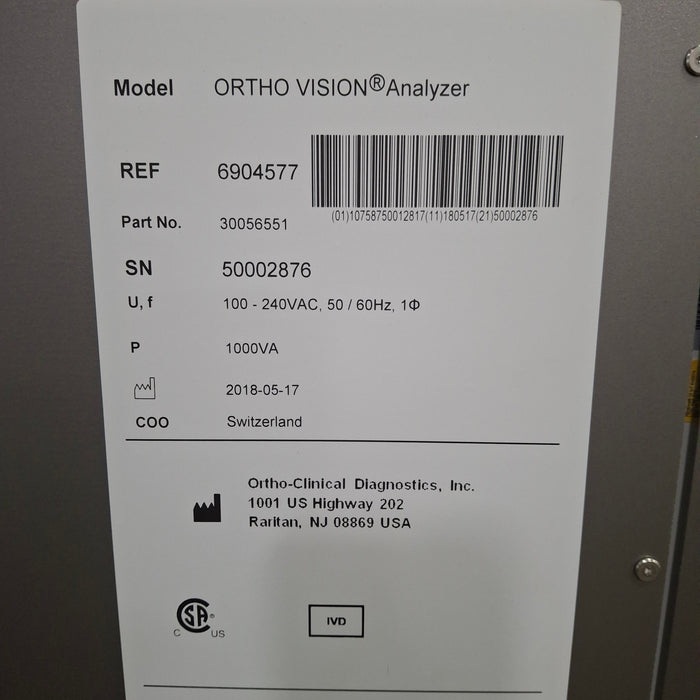 Model ORTHO VISION®Analyzer
REF 6904577
(01)10758750012817(11)180517(21)50002876
Part No. 30056551
SN 50002876
U, f 100 - 240VAC, 50 / 60Hz, 1Φ
P 1000VA
2018-05-17
COO Switzerland
Ortho-Clinical Diagnostics, Inc.
1001 US Highway 202
Raritan, NJ 08869 USA
C SA® US
IVD